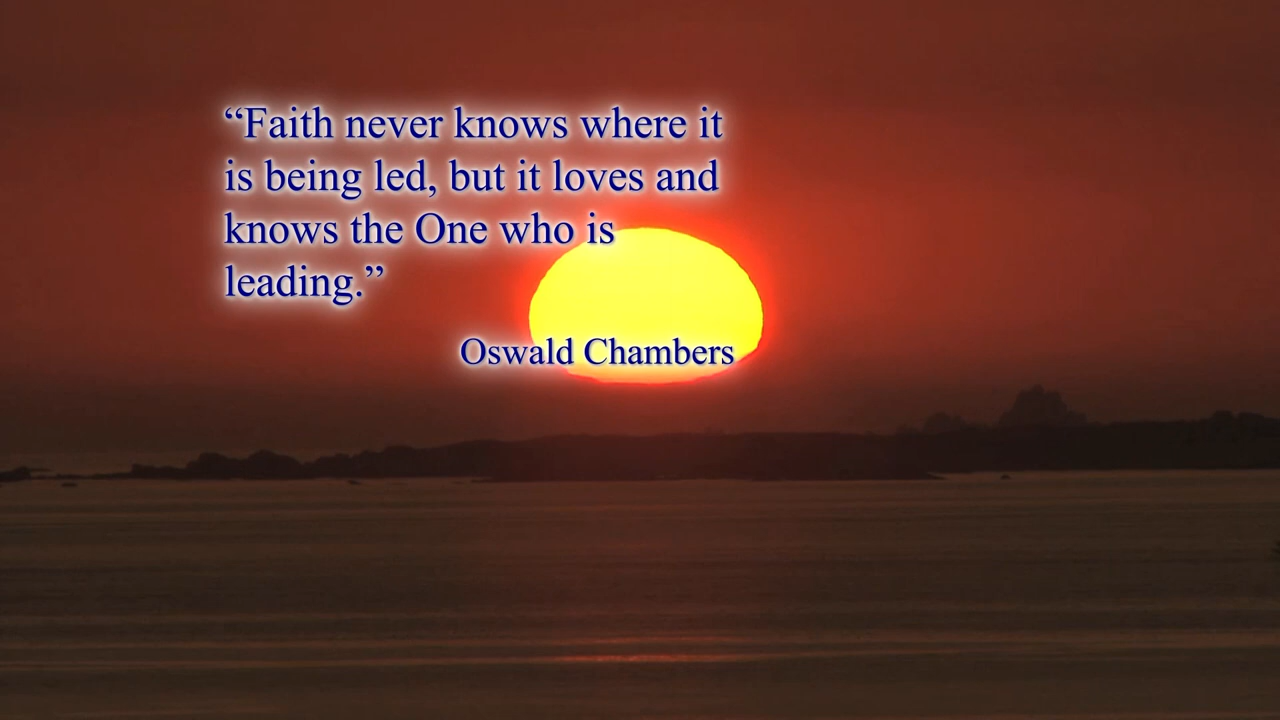 “Faith never knows where it
is being led, but it loves and
knows the One who is
leading.”
Oswald Chambers